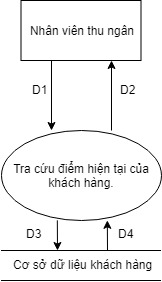 Nhân viên thu ngân
D1
D2
Tra cứu điểm hiện tại của
khách hàng.
D3
D4
Cơ sở dữ liệu khách hàng